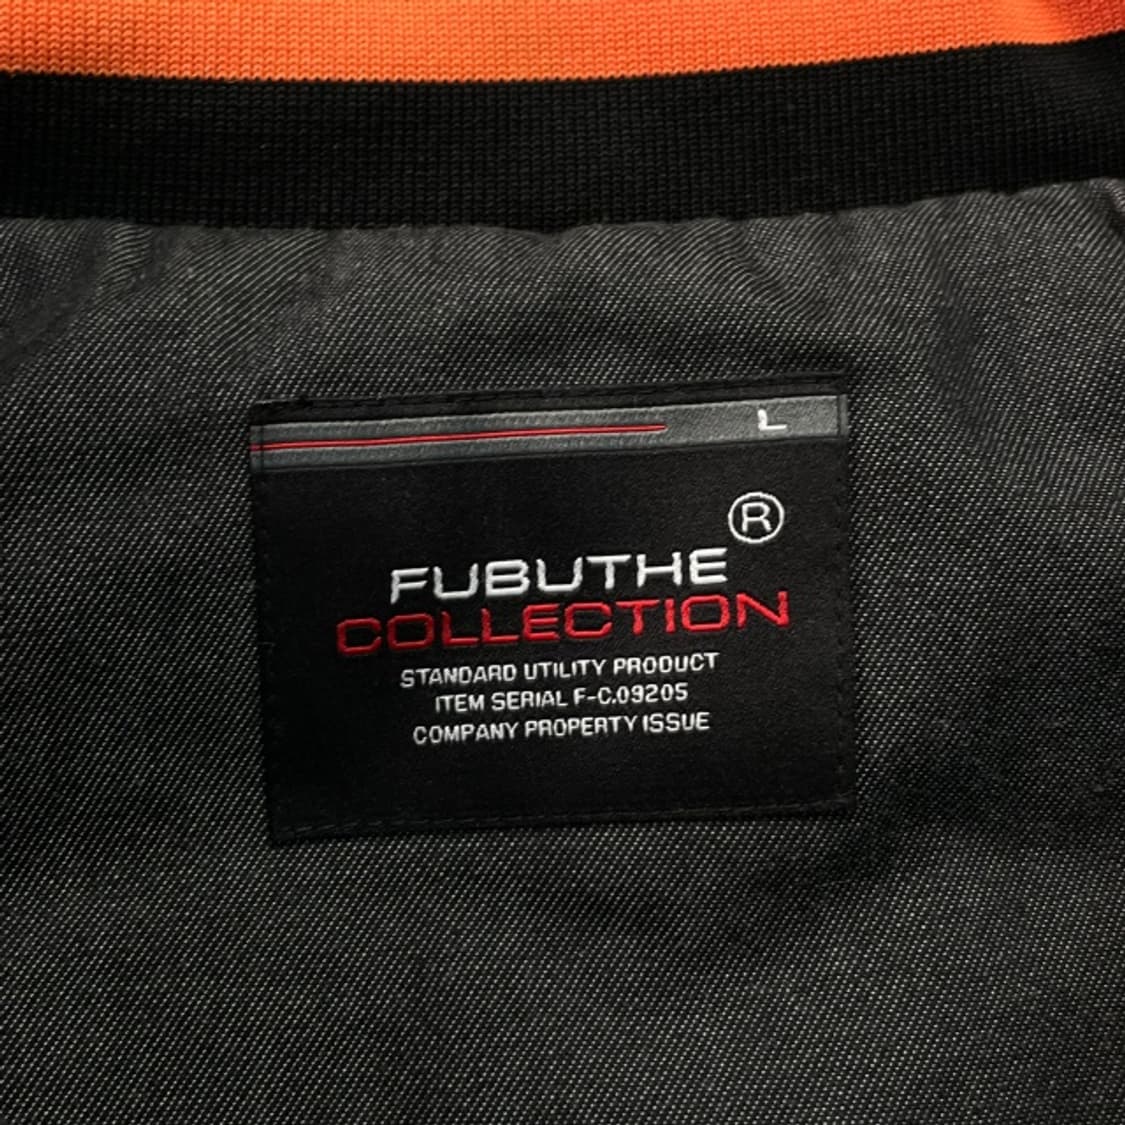 L
®
FUBUTHE
COLLECTION
STANDARD UTILITY PRODUCT
ITEM SERIAL F-C.09205
COMPANY PROPERTY ISSUE